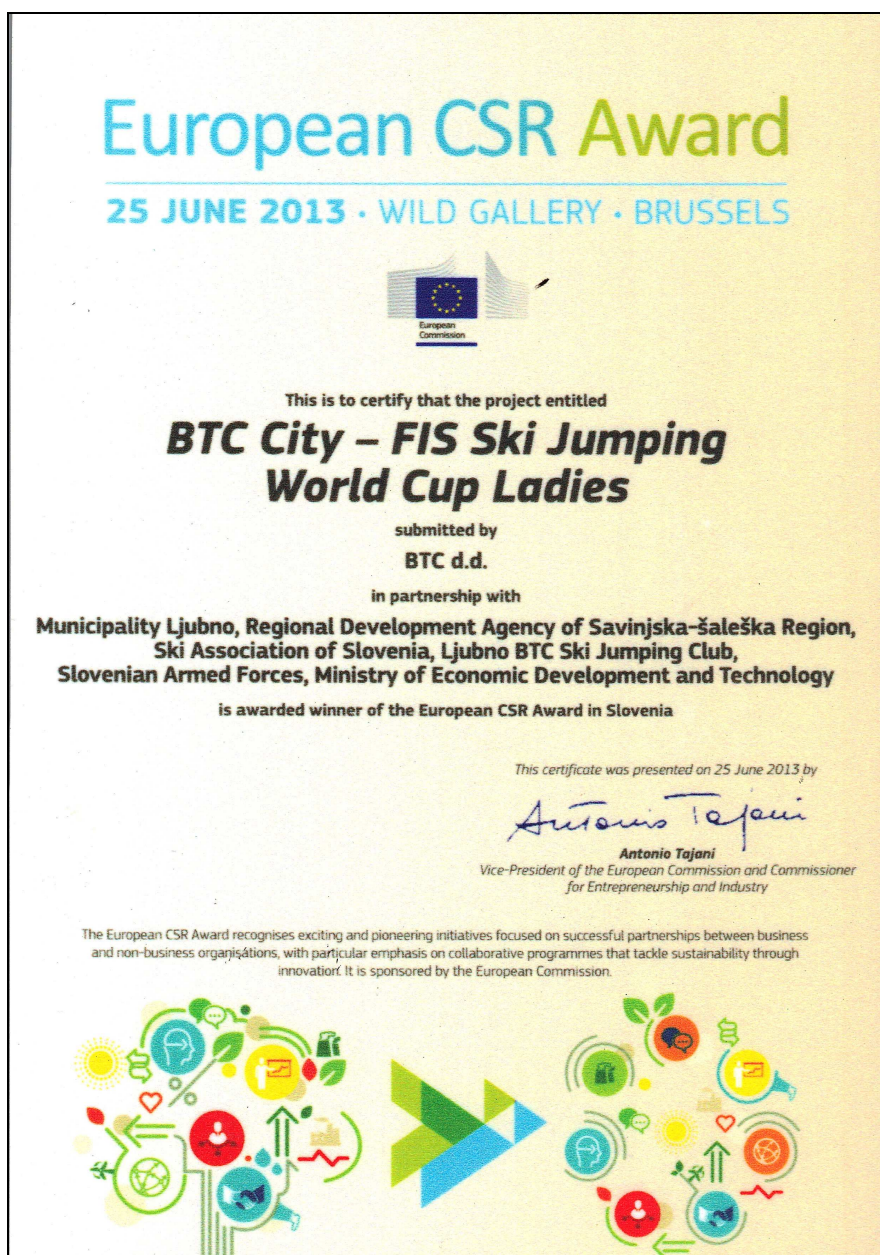 European CSR Award
25 JUNE 2013 · WILD GALLERY · BRUSSELS
European
Commission
This is to certify that the project entitled
BTC City – FIS Ski Jumping
World Cup Ladies
submitted by
BTC d.d.
in partnership with
Municipality Ljubno, Regional Development Agency of Savinjska-šaleška Region,
Ski Association of Slovenia, Ljubno BTC Ski Jumping Club,
Slovenian Armed Forces, Ministry of Economic Development and Technology
is awarded winner of the European CSR Award in Slovenia
This certificate was presented on 25 June 2013 by
Antonio Tajani
Antonio Tajani
Vice-President of the European Commission and Commissioner
for Entrepreneurship and Industry
The European CSR Award recognises exciting and pioneering initiatives focused on successful partnerships between business
and non-business organisations, with particular emphasis on collaborative programmes that tackle sustainability through
innovation. It is sponsored by the European Commission.